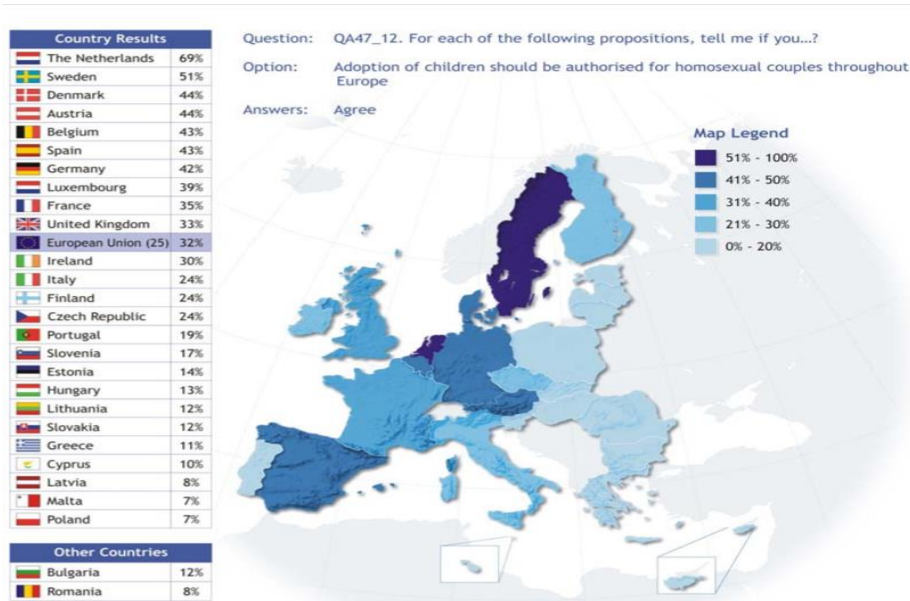 Country Results
The Netherlands 69%
Sweden 51%
Denmark 44%
Austria 44%
Belgium 43%
Spain 43%
Germany 42%
Luxembourg 39%
France 35%
United Kingdom 33%
European Union (25) 32%
Ireland 30%
Italy 24%
Finland 24%
Czech Republic 24%
Portugal 19%
Slovenia 17%
Estonia 14%
Hungary 13%
Lithuania 12%
Slovakia 12%
Greece 11%
Cyprus 10%
Latvia 8%
Malta 7%
Poland 7%
Other Countries
Bulgaria 12%
Romania 8%
Question: QA47_12. For each of the following propositions, tell me if you...?
Option: Adoption of children should be authorised for homosexual couples throughout
Europe
Answers: Agree
Map Legend
51% - 100%
41% - 50%
31% - 40%
21% - 30%
0% - 20%